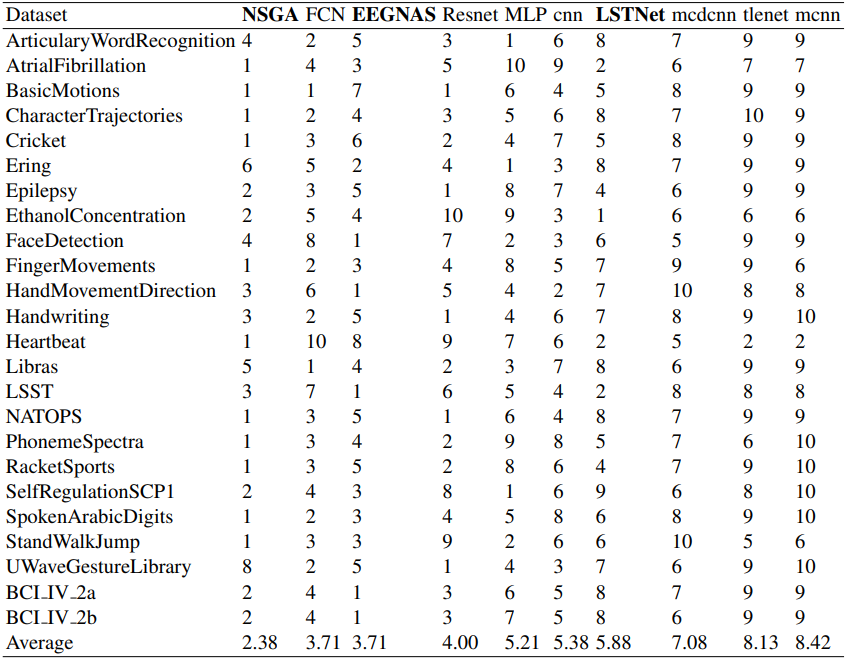 Dataset NSGA FCN EEGNAS Resnet MLP cnn LSTNet mcdcnn tlenet mcnn
ArticularyWordRecognition 4 2 5 3 1 6 8 7 9 9
AtrialFibrillation 1 4 3 5 10 9 2 6 7 7
BasicMotions 1 1 7 1 6 4 5 8 9 9
CharacterTrajectories 1 2 4 3 5 6 8 7 10 9
Cricket 1 3 6 2 4 7 5 8 9 9
Ering 6 5 2 4 1 3 8 7 9 9
Epilepsy 2 3 5 1 8 7 4 6 9 9
EthanolConcentration 2 5 4 10 9 3 1 6 6 6
FaceDetection 4 8 1 7 2 3 6 5 9 9
FingerMovements 1 2 3 4 8 5 7 9 9 6
HandMovementDirection 3 6 1 5 4 2 7 10 8 8
Handwriting 3 2 5 1 4 6 7 8 9 10
Heartbeat 1 10 8 9 7 6 2 5 2 2
Libras 5 1 4 2 3 7 8 6 9 9
LSST 3 7 1 6 5 4 2 8 8 8
NATOPS 1 3 5 1 6 4 8 7 9 9
PhonemeSpectra 1 3 4 2 9 8 5 7 6 10
RacketSports 1 3 5 2 8 6 4 7 9 10
SelfRegulationSCP1 2 4 3 8 1 6 9 6 8 10
SpokenArabicDigits 1 2 3 4 5 8 6 8 9 10
StandWalkJump 1 3 3 9 2 6 6 10 5 6
UWaveGestureLibrary 8 2 5 1 4 3 7 6 9 10
BCI_IV_2a 2 4 1 3 6 5 8 7 9 9
BCI_IV_2b 2 4 1 3 7 5 8 6 9 9
Average 2.38 3.71 3.71 4.00 5.21 5.38 5.88 7.08 8.13 8.42